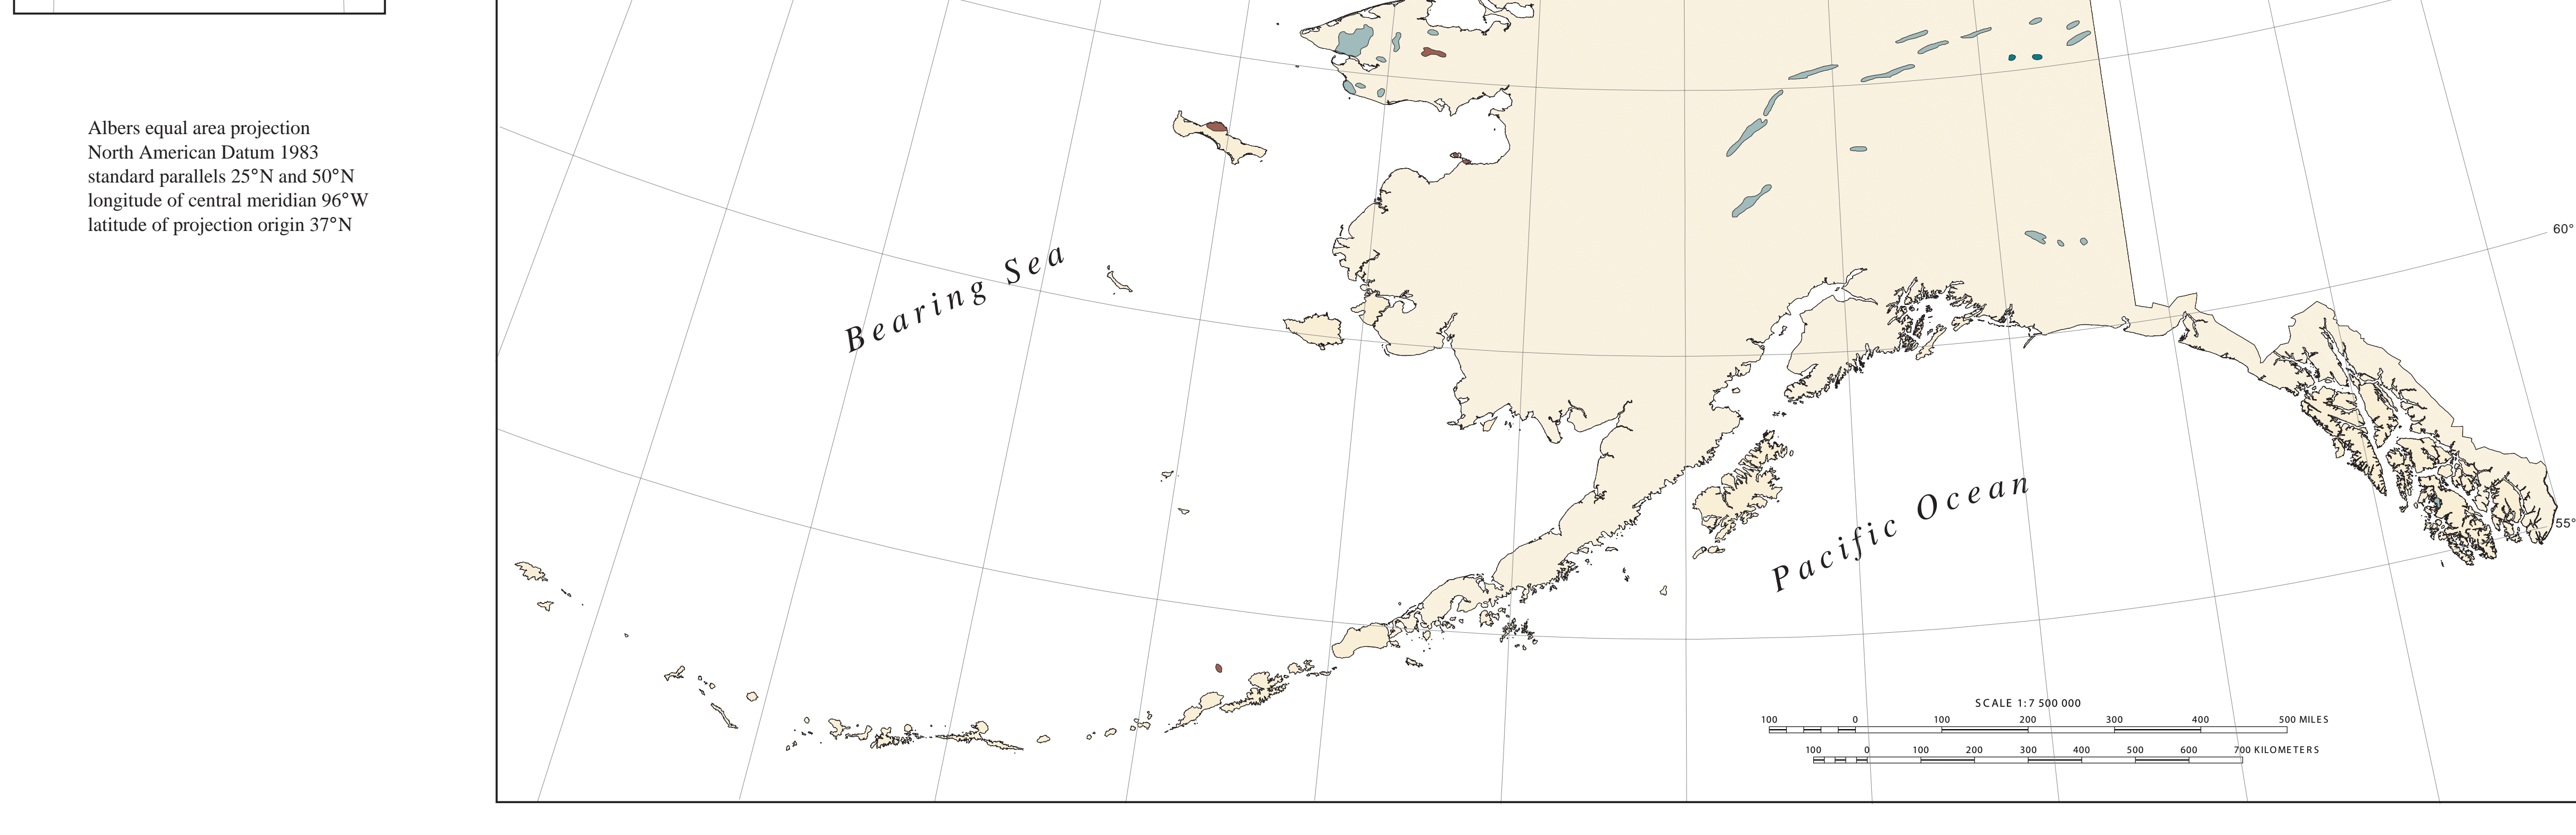 Albers equal area projection
North American Datum 1983
standard parallels 25°N and 50°N
longitude of central meridian 96°W
latitude of projection origin 37°N
60°
Bearing Sea
55°
Pacific Ocean
SCALE 1:7 500 000
100 0 100 200 300 400 500 MILES
100 0 100 200 300 400 500 600 700 KILOMETERS